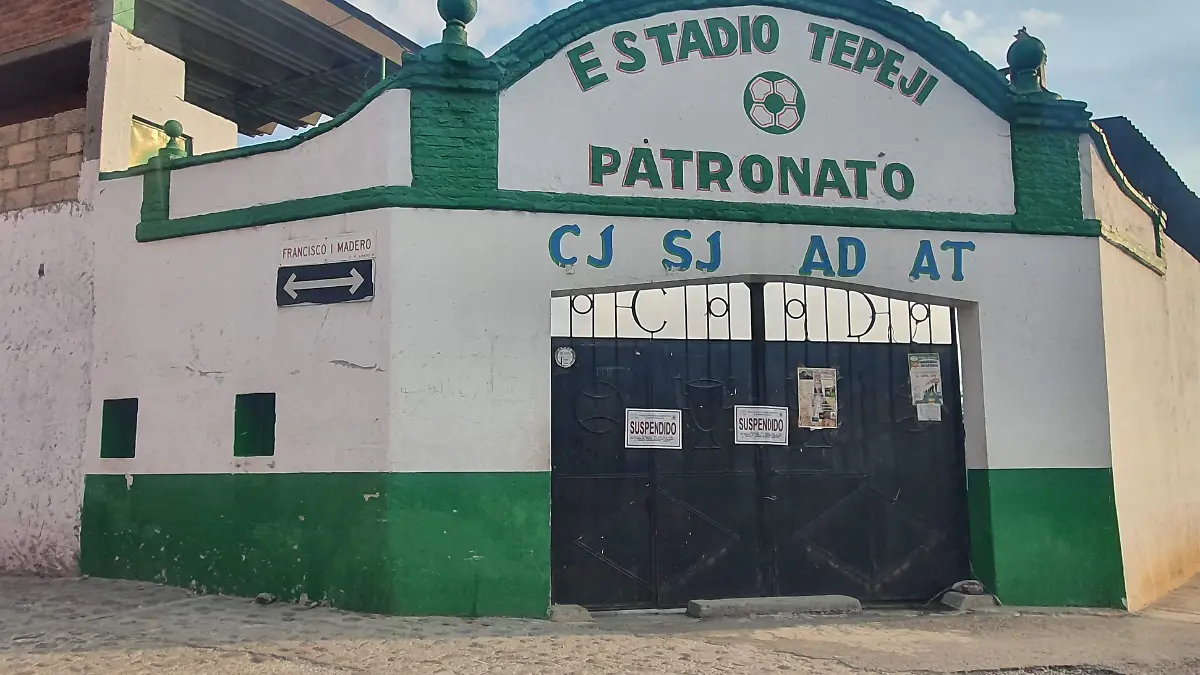 ESTADIO TEPEJI
PATRONATO
CJ SJ AD AT
FRANCISCO I MADERO
C D
SUSPENDIDO
SUSPENDIDO